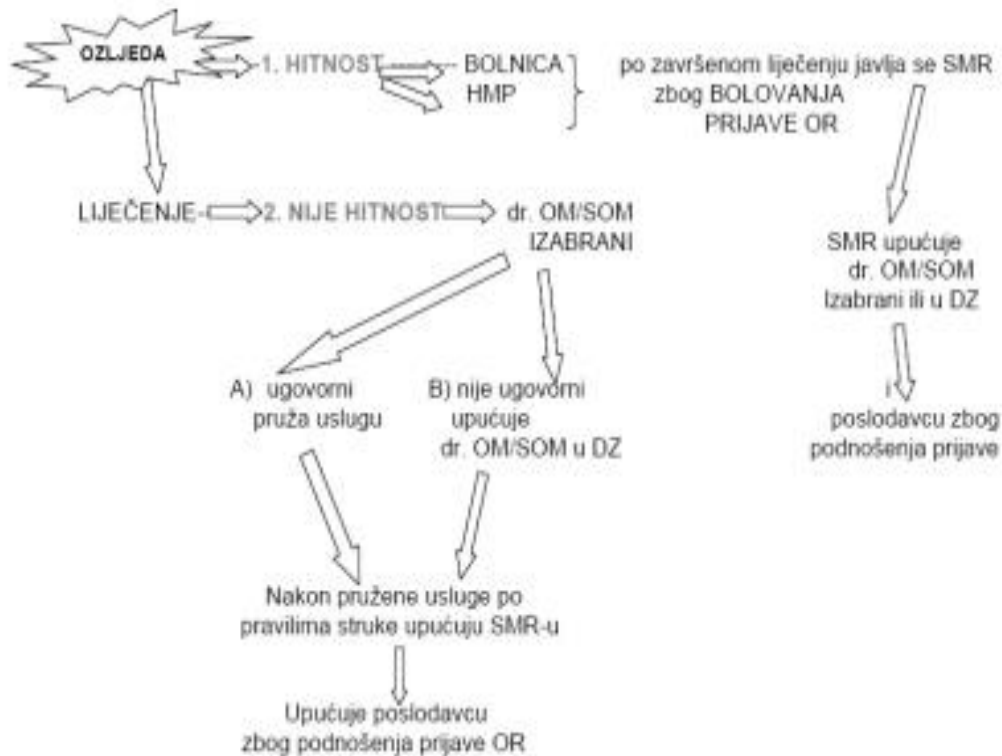 OZLJEDA
1. HITNOST
BOLNICA
HMP
po završenom liječenju javlja se SMR
zbog BOLOVANJA
PRIJAVE OR
LIJEČENJE
2. NIJE HITNOST
dr. OM/SOM
IZABRANI
SMR upućuje
dr. OM/SOM
Izabrani ili u DZ
i
poslodavcu zbog
podnošenja prijave
A) ugovorni
pruža uslugu
B) nije ugovorni
upućuje
dr. OM/SOM u DZ
Nakon pružene usluge po
pravilima struke upućuju SMR-u
Upućuje poslodavcu
zbog podnošenja prijave OR